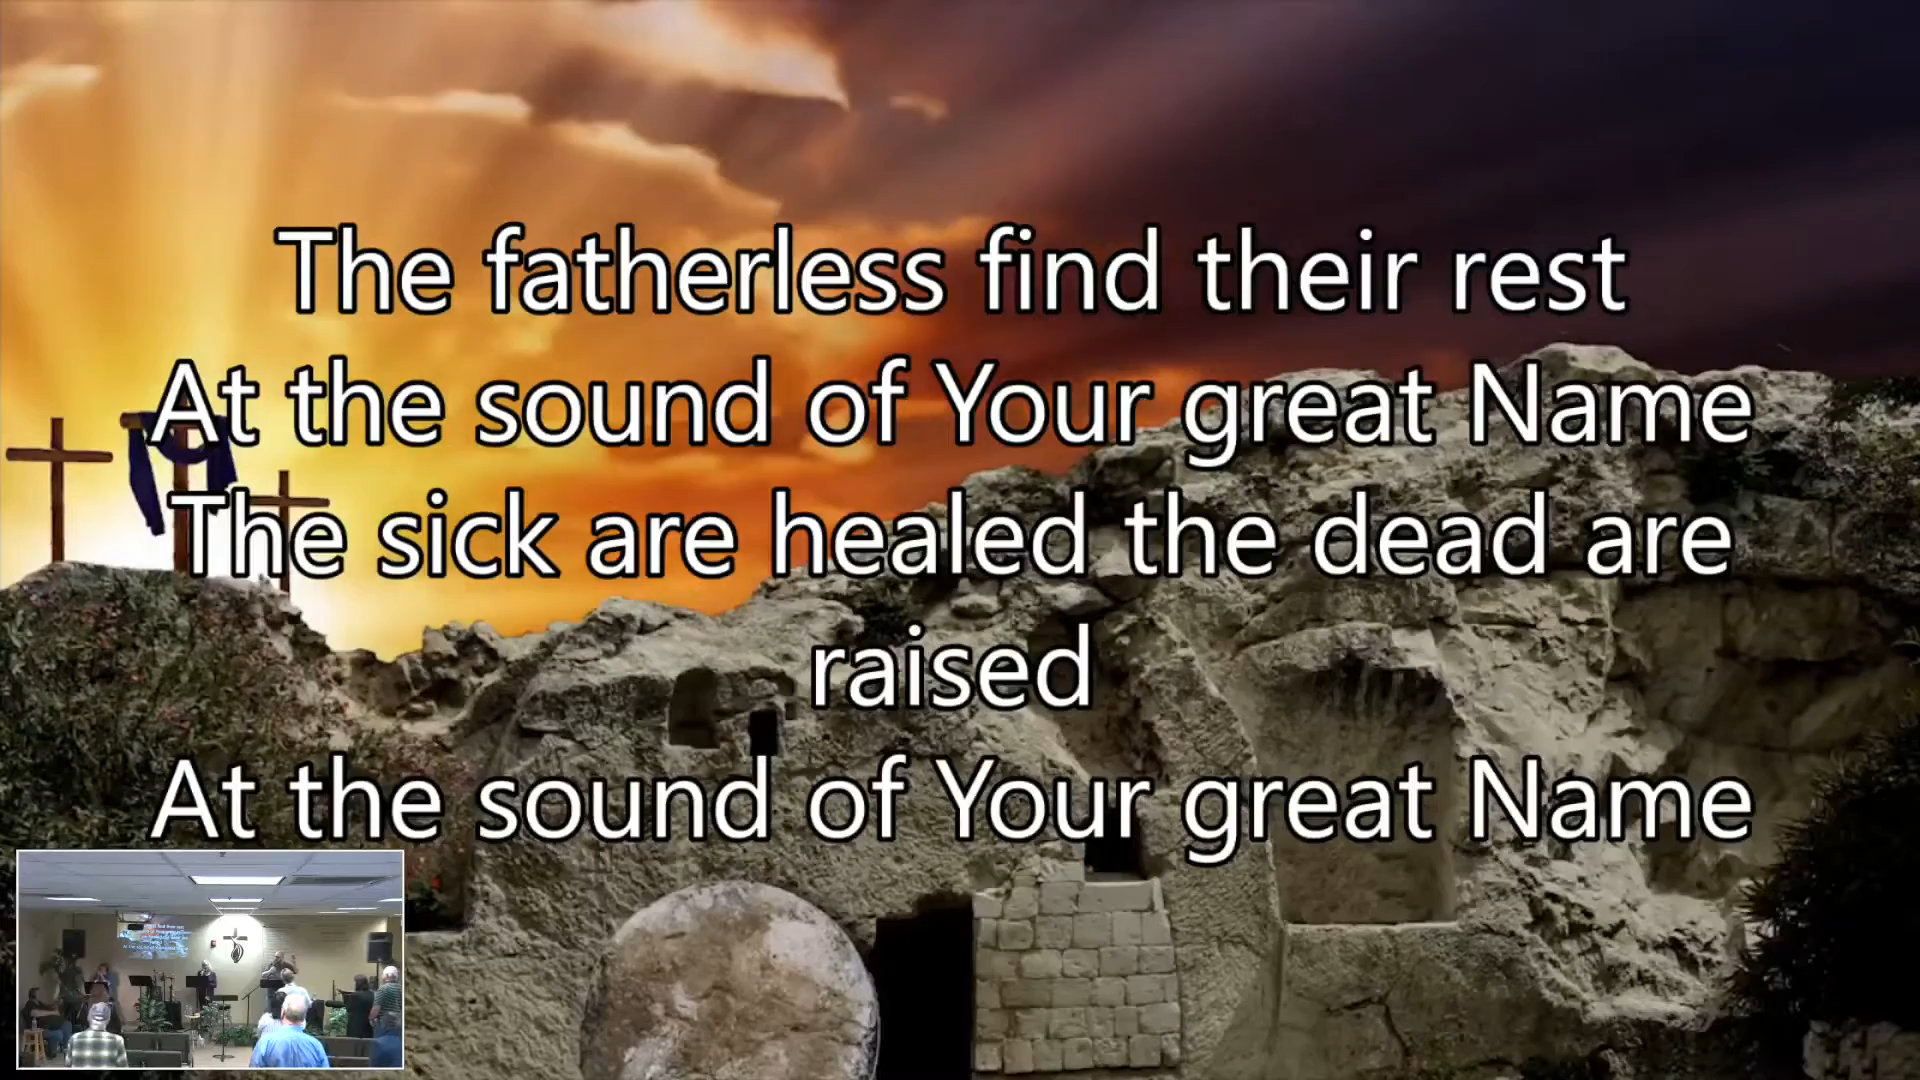 The fatherless find their rest
At the sound of Your great Name
The sick are healed the dead are
raised
At the sound of Your great Name